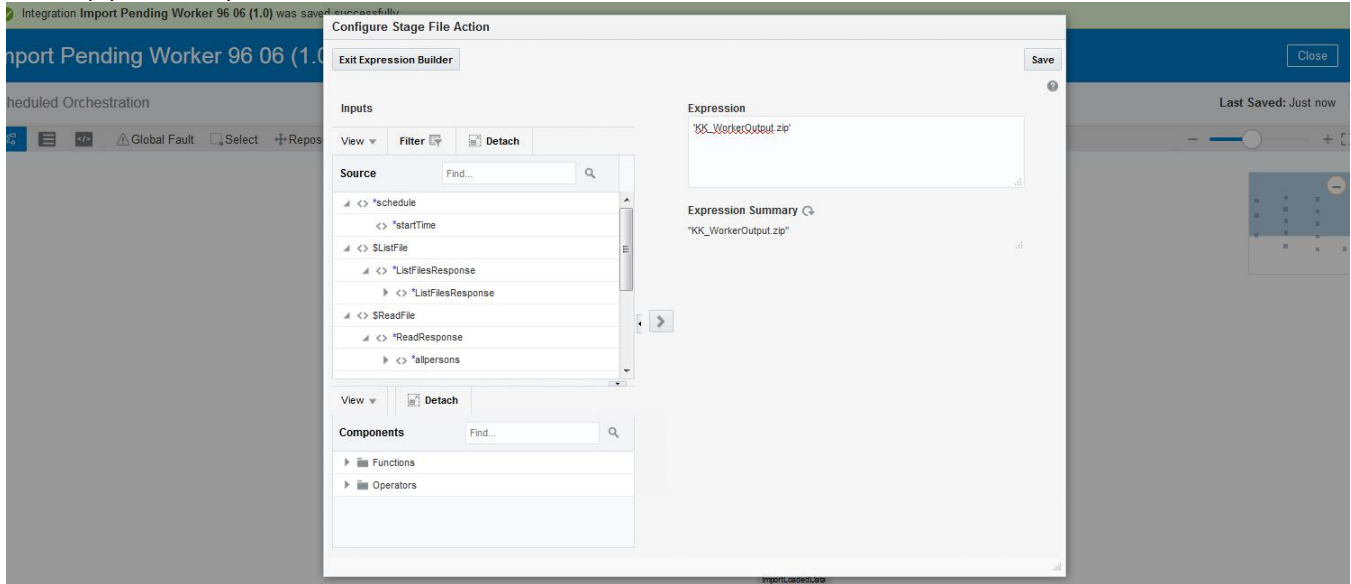 Integration Import Pending Worker 96 06 (1.0) was saved successfully.
Configure Stage File Action
mport Pending Worker 96 06 (1.0
Exit Expression Builder
Save
Close
heduled Orchestration
Last Saved: Just now
Inputs
Expression
Global Fault
Select
Repos
View
Filter
Detach
'KK_WorkerOutput.zip'
Source
Find...
<> *schedule
<> *startTime
Expression Summary
"KK_WorkerOutput.zip"
<> $ListFile
<> *ListFilesResponse
<> *ListFilesResponse
<> $ReadFile
<> *ReadResponse
<> *allpersons
View
Detach
Components
Find...
Functions
Operators
ImportLoadedData